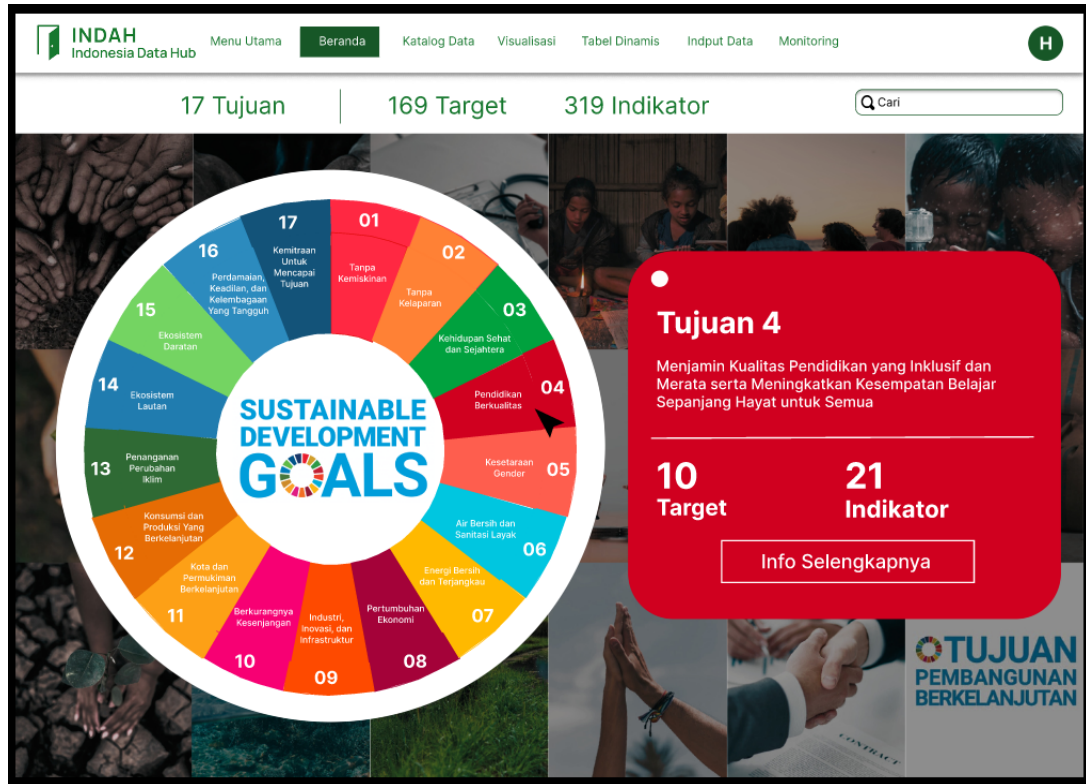 INDAH
Indonesia Data Hub
Menu Utama
Beranda
Katalog Data
Visualisasi
Tabel Dinamis
Indput Data
Monitoring
H
17 Tujuan
169 Target
319 Indikator
Cari
01
Tanpa
Kemiskinan
02
Tanpa
Kelaparan
03
Kehidupan Sehat
dan Sejahtera
04
Pendidikan
Berkualitas
05
Kesetaraan
Gender
06
Air Bersih dan
Sanitasi Layak
07
Energi Bersih
dan Terjangkau
08
Pertumbuhan
Ekonomi
09
Industri,
Inovasi, dan
Infrastruktur
10
Berkurangnya
Kesenjangan
11
Kota dan
Permukiman
Berkelanjutan
12
Konsumsi dan
Produksi Yang
Berkelanjutan
13
Penanganan
Perubahan
Iklim
14
Ekosistem
Lautan
15
Ekosistem
Daratan
16
Perdamaian,
Keadilan, dan
Kelembagaan
Yang Tangguh
17
Kemitraan
Untuk
Mencapai
Tujuan
SUSTAINABLE
DEVELOPMENT
GOALS
Tujuan 4
Menjamin Kualitas Pendidikan yang Inklusif dan
Merata serta Meningkatkan Kesempatan Belajar
Sepanjang Hayat untuk Semua
10
Target
21
Indikator
Info Selengkapnya
TUJUAN
PEMBANGUNAN
BERKELANJUTAN
CONTRACT